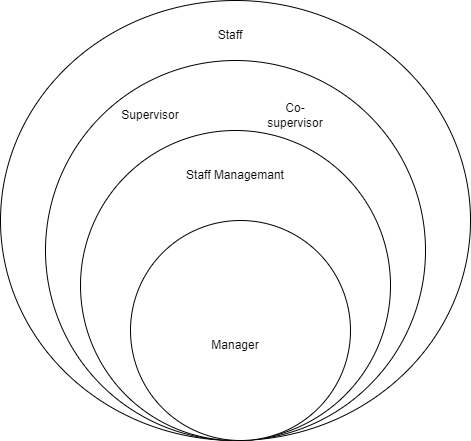 Staff
Supervisor
Co-
supervisor
Staff Managemant
Manager